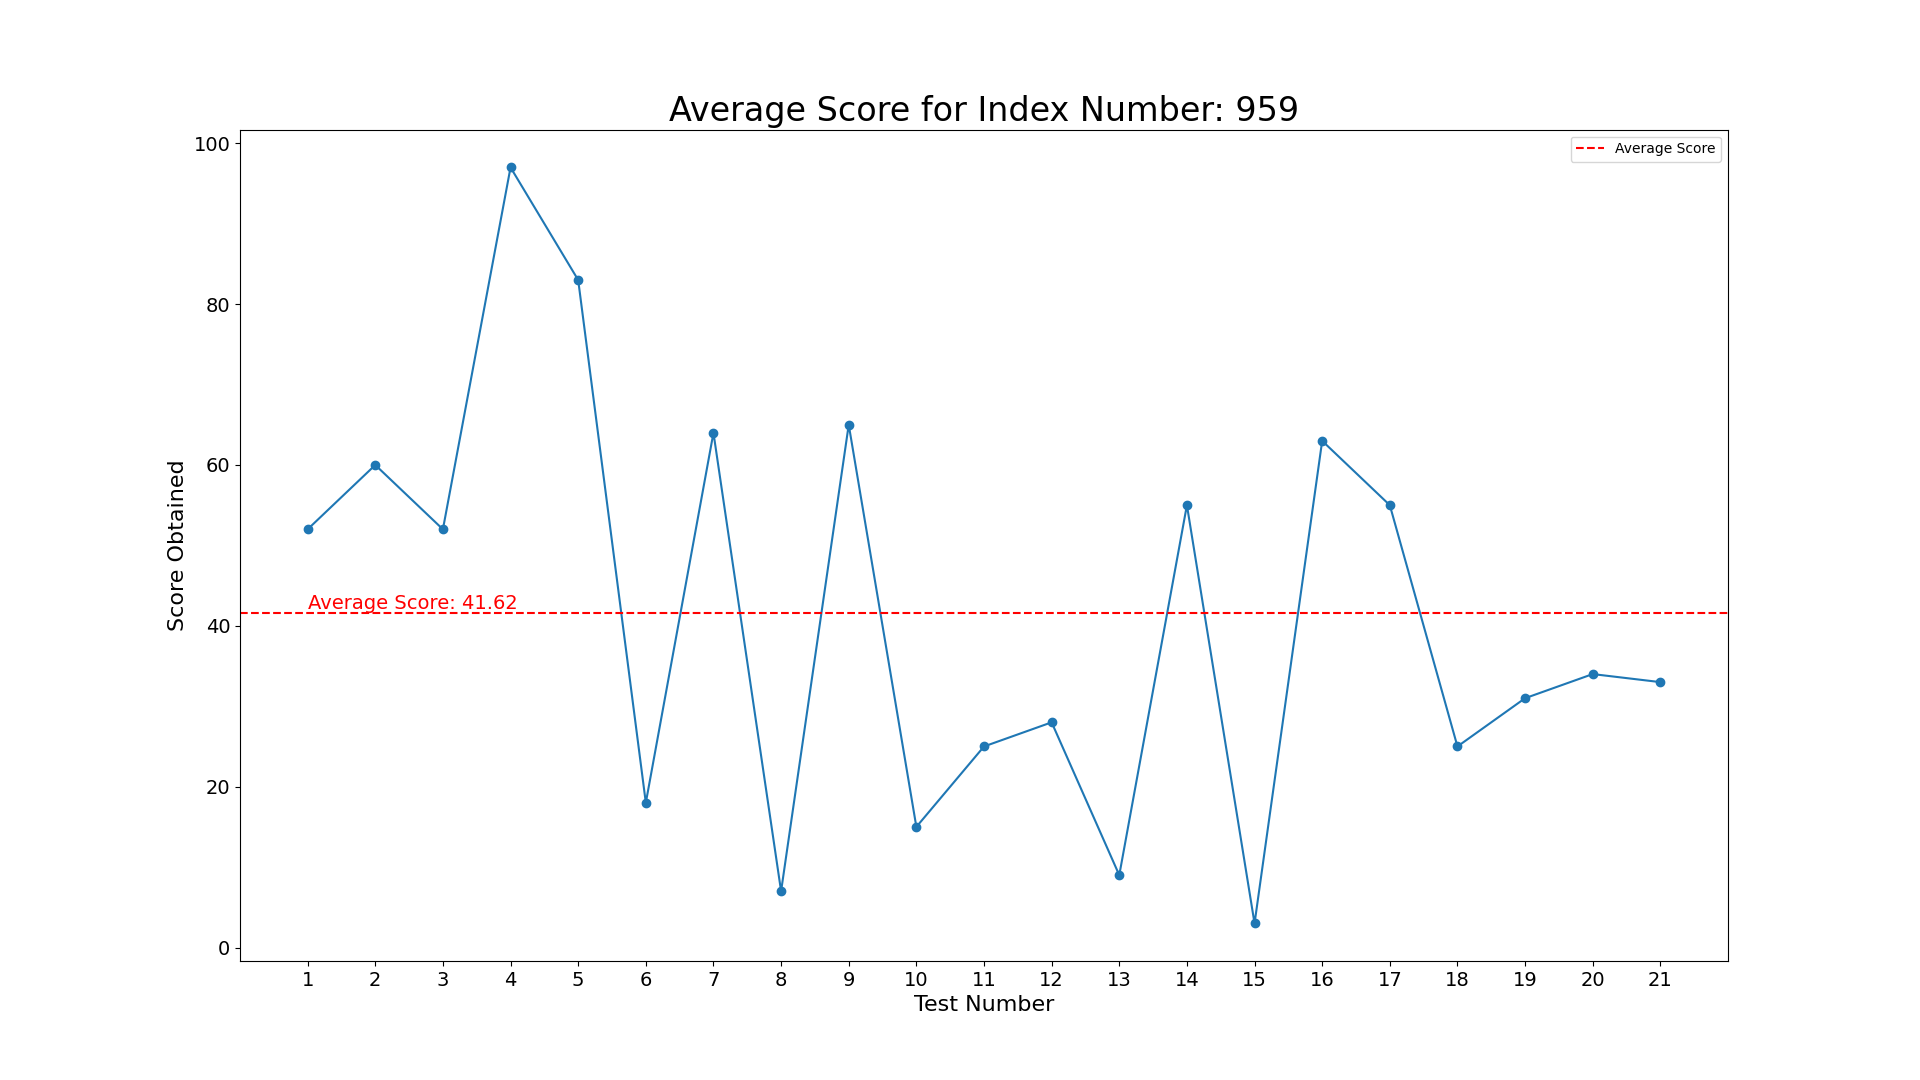 Average Score for Index Number: 959
Average Score
100
80
60
40
20
0
Score Obtained
Average Score: 41.62
1 2 3 4 5 6 7 8 9 10 11 12 13 14 15 16 17 18 19 20 21
Test Number